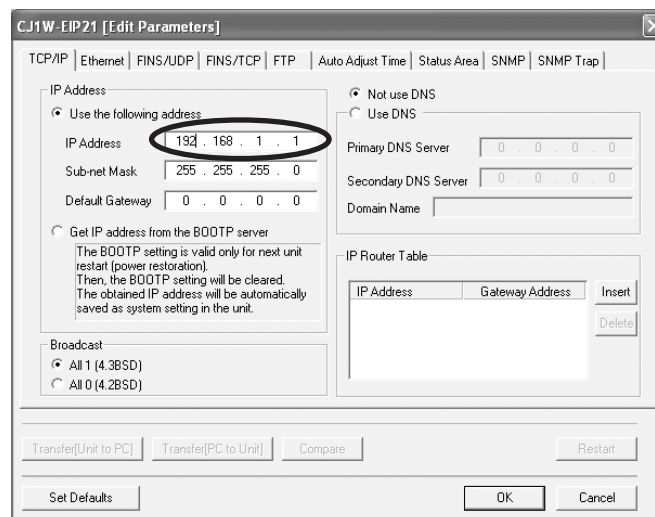 CJ1W-EIP21 [Edit Parameters]
TCP/IP Ethernet FINS/UDP FINS/TCP FTP Auto Adjust Time Status Area SNMP SNMP Trap
IP Address
Use the following address
IP Address 192 . 168 . 1 . 1
Sub-net Mask 255 . 255 . 255 . 0
Default Gateway 0 . 0 . 0 . 0
Get IP address from the BOOTP server
The BOOTP setting is valid only for next unit
restart (power restoration).
Then, the BOOTP setting will be cleared.
The obtained IP address will be automatically
saved as system setting in the unit.
Broadcast
All 1 (4.3BSD)
All 0 (4.2BSD)
Not use DNS
Use DNS
Primary DNS Server 0 . 0 . 0 . 0
Secondary DNS Server 0 . 0 . 0 . 0
Domain Name
IP Router Table
IP Address Gateway Address
Insert
Delete
Transfer[Unit to PC] Transfer[PC to Unit] Compare Restart
Set Defaults OK Cancel